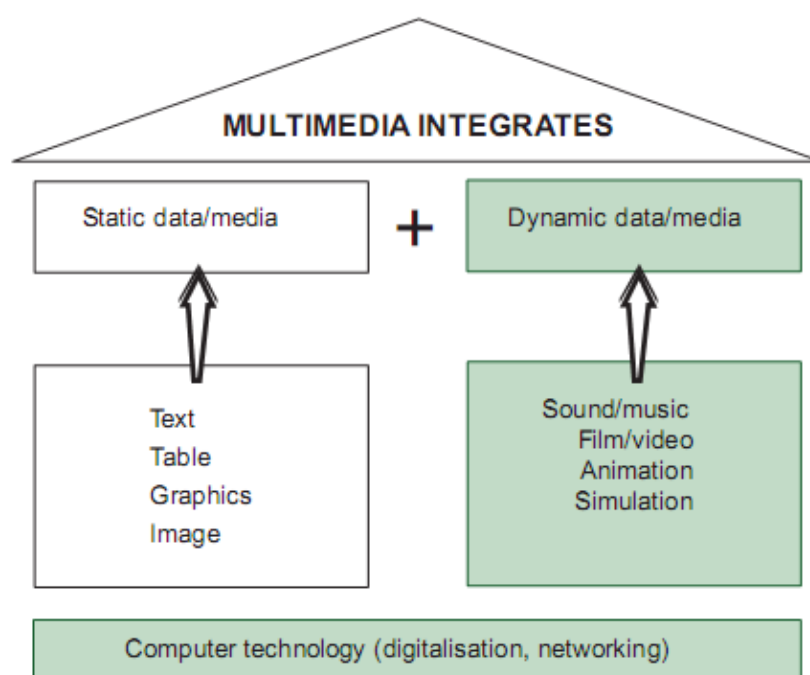 MULTIMEDIA INTEGRATES
Static data/media
+
Dynamic data/media
Text
Table
Graphics
Image
Sound/music
Film/video
Animation
Simulation
Computer technology (digitalisation, networking)